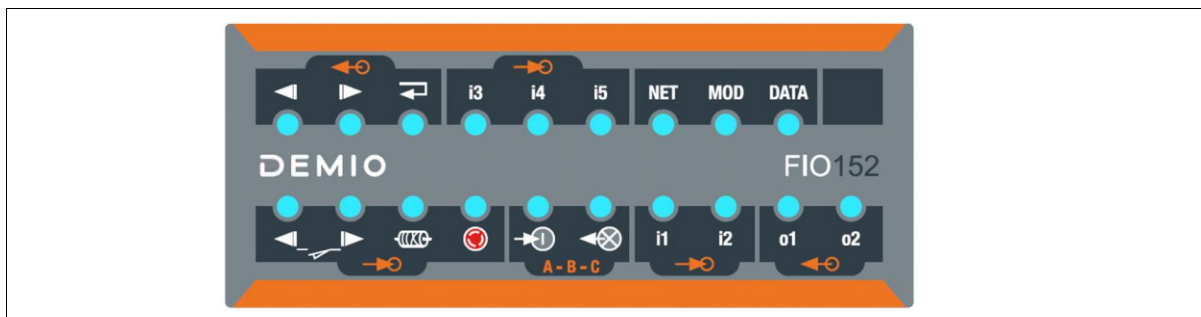 i3 i4 i5 NET MOD DATA
DEMIO FIO152
i1 i2 o1 o2
A - B - C